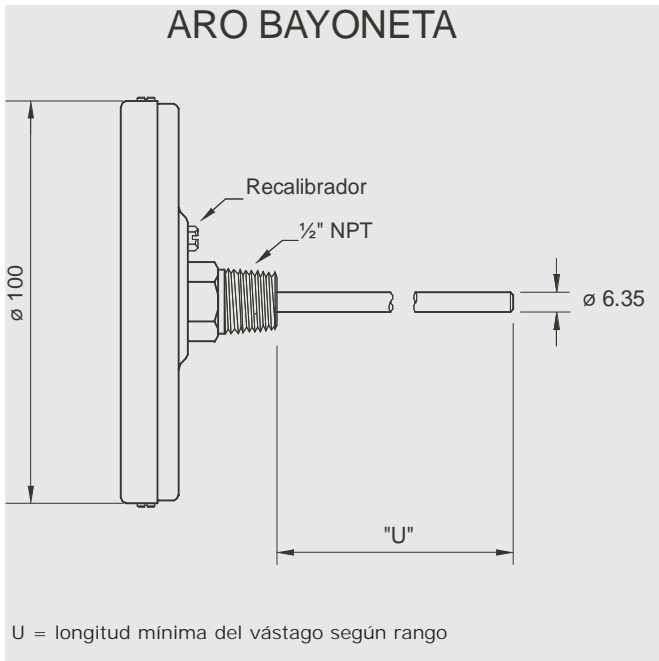 ARO BAYONETA
Recalibrador
½" NPT
ø 100
ø 6.35
"U"
U = longitud mínima del vástago según rango